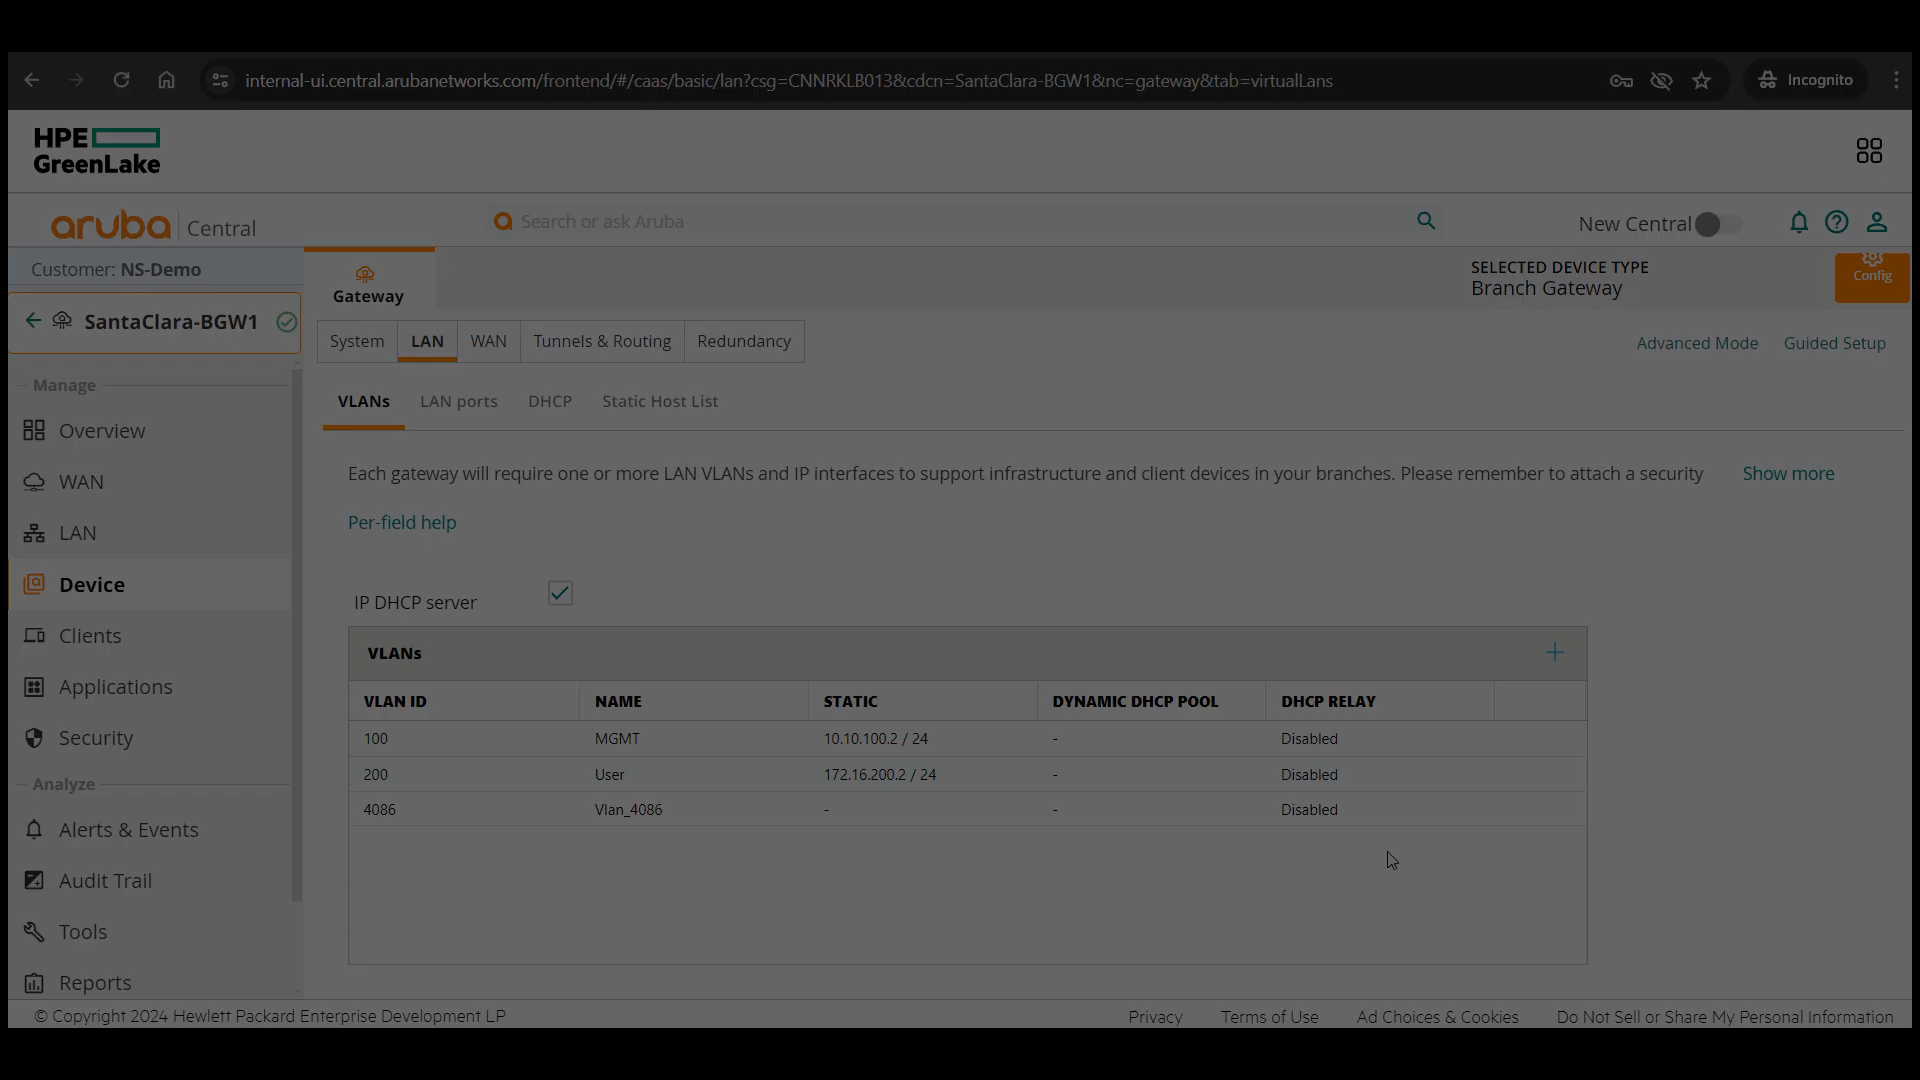 internal-ui.central.arubanetworks.com/frontend/#/caas/basic/lan?csg=CNNRKLB013&cdcn=SantaClara-BGW1&nc=gateway&tab=virtualLans
Incognito
HPE
GreenLake
aruba Central
Search or ask Aruba
New Central
Customer: NS-Demo
Gateway
SELECTED DEVICE TYPE
Branch Gateway
Config
SantaClara-BGW1
System
LAN
WAN
Tunnels & Routing
Redundancy
Advanced Mode
Guided Setup
Manage
Overview
WAN
LAN
Device
Clients
Applications
Security
Analyze
Alerts & Events
Audit Trail
Tools
Reports
VLANs
LAN ports
DHCP
Static Host List
Each gateway will require one or more LAN VLANs and IP interfaces to support infrastructure and client devices in your branches. Please remember to attach a security
Show more
Per-field help
IP DHCP server
VLANs
VLAN ID NAME STATIC DYNAMIC DHCP POOL DHCP RELAY
100 MGMT 10.10.100.2 / 24 - Disabled
200 User 172.16.200.2 / 24 - Disabled
4086 Vlan_4086 - - Disabled
© Copyright 2024 Hewlett Packard Enterprise Development LP
Privacy
Terms of Use
Ad Choices & Cookies
Do Not Sell or Share My Personal Information